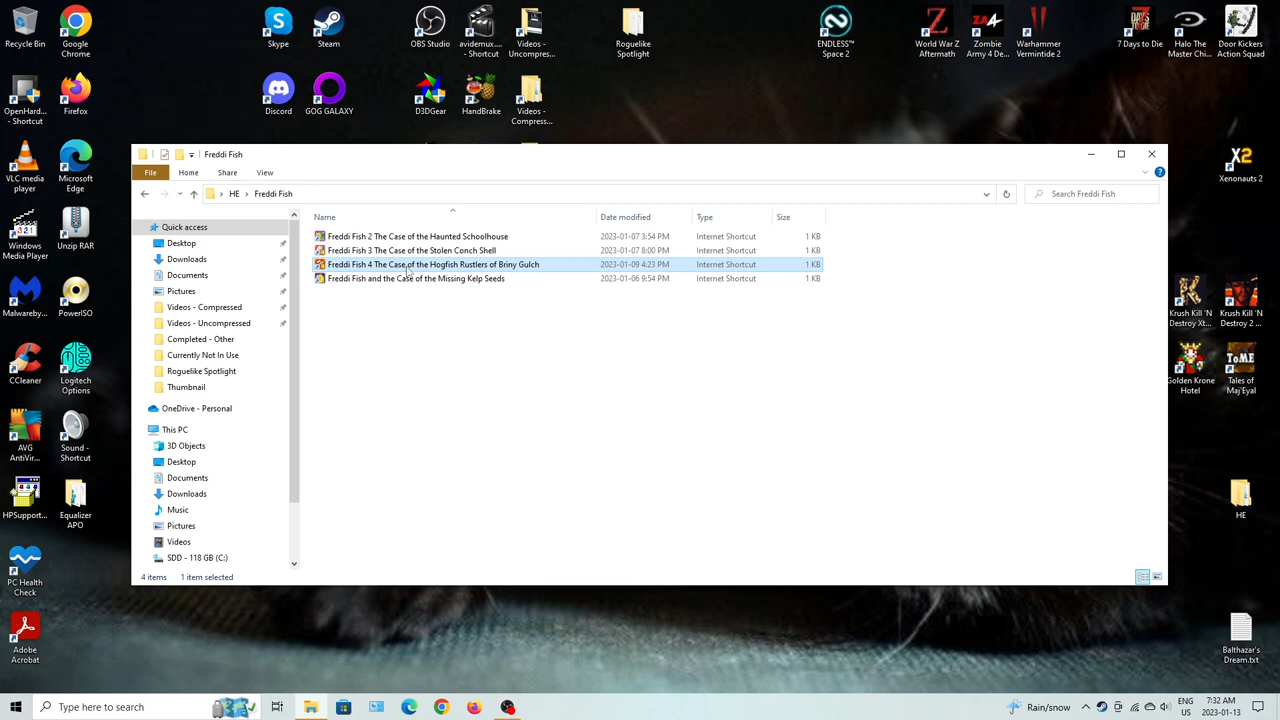 Recycle Bin
Google Chrome
Skype
Steam
OBS Studio
avidemux.... - Shortcut
Videos - Uncompres...
Roguelike Spotlight
ENDLESS™ Space 2
World War Z Aftermath
Zombie Army 4 De...
Warhammer Vermintide 2
7 Days to Die
Halo The Master Chi...
Door Kickers Action Squad
OpenHard... - Shortcut
Firefox
Discord
GOG GALAXY
D3DGear
HandBrake
Videos - Compress...
VLC media player
Microsoft Edge
Xenonauts 2
Windows Media Player
Unzip RAR
Malwareby...
PowerISO
Krush Kill 'N Destroy Xt...
Krush Kill 'N Destroy 2 ...
CCleaner
Logitech Options
Golden Krone Hotel
Tales of Maj'Eyal
AVG AntiVir...
Sound - Shortcut
HPSupport...
Equalizer APO
HE
PC Health Check
Adobe Acrobat
Balthazar's Dream.txt
Freddi Fish
File Home Share View
HE > Freddi Fish
Search Freddi Fish
Name Date modified Type Size
Freddi Fish 2 The Case of the Haunted Schoolhouse 2023-01-07 3:54 PM Internet Shortcut 1 KB
Freddi Fish 3 The Case of the Stolen Conch Shell 2023-01-07 8:00 PM Internet Shortcut 1 KB
Freddi Fish 4 The Case of the Hogfish Rustlers of Briny Gulch 2023-01-09 4:23 PM Internet Shortcut 1 KB
Freddi Fish and the Case of the Missing Kelp Seeds 2023-01-06 9:54 PM Internet Shortcut 1 KB
Quick access
Desktop
Downloads
Documents
Pictures
Videos - Compressed
Videos - Uncompressed
Completed - Other
Currently Not In Use
Roguelike Spotlight
Thumbnail
OneDrive - Personal
This PC
3D Objects
Desktop
Documents
Downloads
Music
Pictures
Videos
SDD - 118 GB (C:)
4 items 1 item selected
Type here to search
Rain/snow
ENG US
7:32 AM
2023-01-13